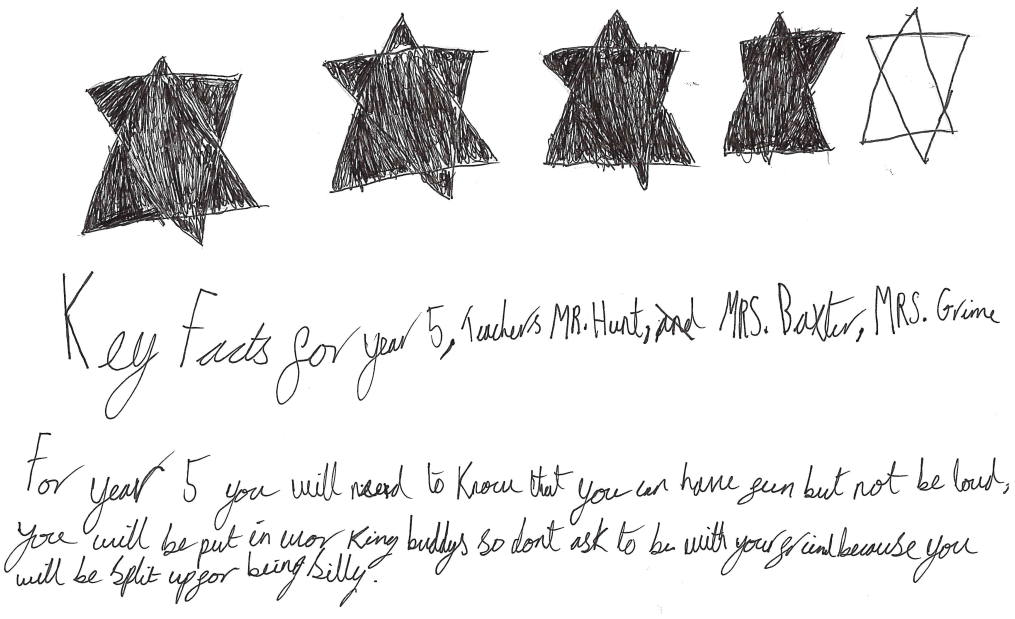 Key Facts for year 5, Teachers MR. Hunt, and MRS. Baxter, MRS. Grime
For year 5 you will need to know that you can have fun but not be loud,
you will be put in working buddys so dont ask to be with your friend because you
will be split up for being silly.